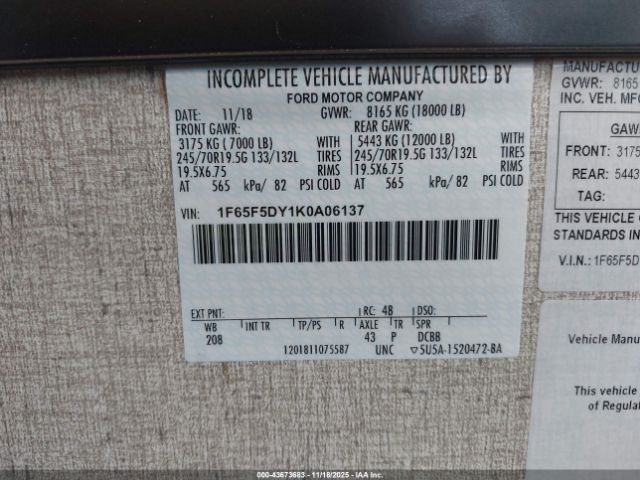 INCOMPLETE VEHICLE MANUFACTURED BY
FORD MOTOR COMPANY
DATE: 11/18 GVWR: 8165 KG (18000 LB)
FRONT GAWR: REAR GAWR:
3175 KG ( 7000 LB) WITH 5443 KG (12000 LB) WITH
245/70R19.5G 133/132L TIRES 245/70R19.5G 133/132L TIRES
19.5X6.75 RIMS 19.5X6.75 RIMS
AT 565 kPa/ 82 PSI COLD AT 565 kPa/ 82 PSI COLD
VIN: 1F65F5DY1K0A06137
EXT PNT: RC: 48 DSO:
WB INT TR TP/PS R AXLE TR SPR
208 43 P DCBB
1201811075587 UNC ▽5U5A-1520472-BA
MANUFACTU
GVWR: 8165
INC. VEH. MFG
GAW
FRONT: 3175
REAR: 5443
TAG:
THIS VEHICLE
STANDARDS IN
V.I.N.: 1F65F5D
Vehicle Manuf
This vehicle
of Regulat
000-43673683 - 11/18/2025 - IAA Inc.